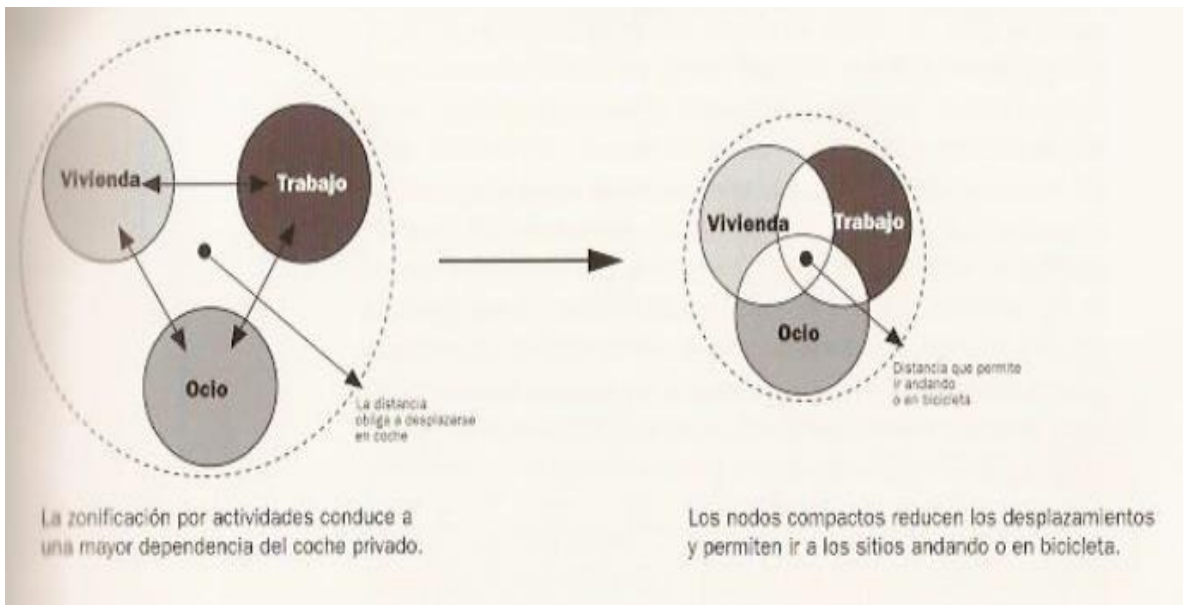 Vivienda
Trabajo
Ocio
La distancia
obliga a desplazarse
en coche
La zonificación por actividades conduce a
una mayor dependencia del coche privado.
Vivienda
Trabajo
Ocio
Distancia que permite
ir andando
o en bicicleta
Los nodos compactos reducen los desplazamientos
y permiten ir a los sitios andando o en bicicleta.